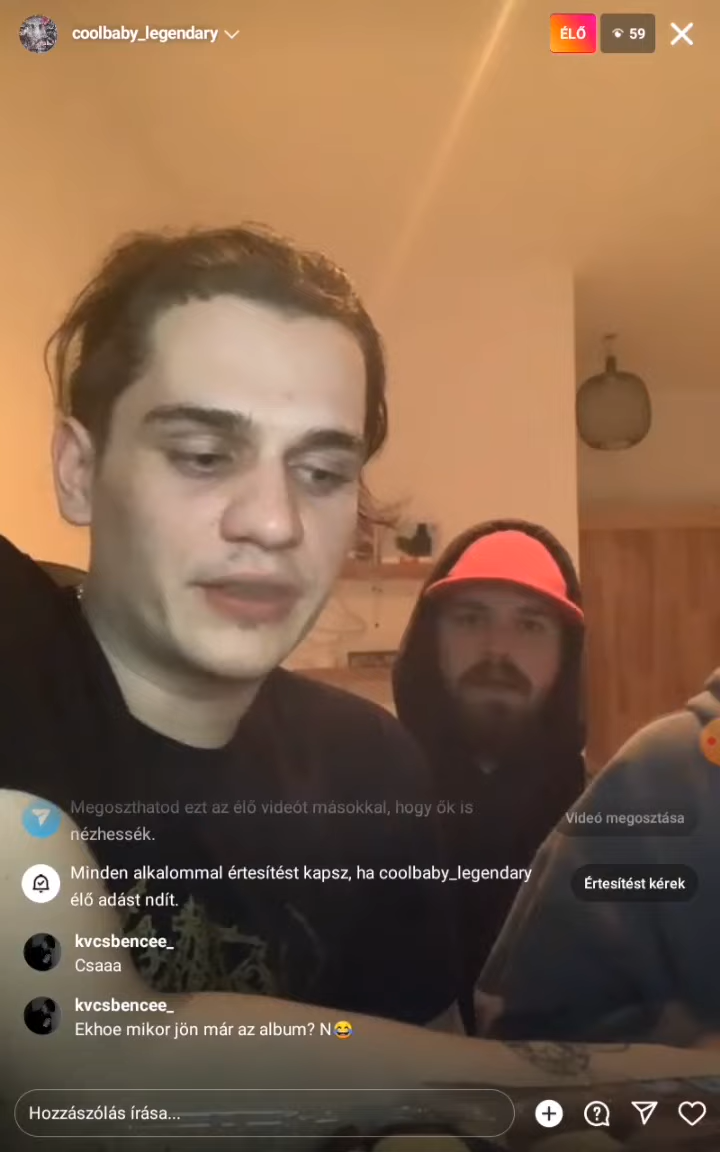 coolbaby_legendary
ÉLŐ
59
Megoszthatod ezt az élő videót másokkal, hogy ők is
nézhessék.
Videó megosztása
Minden alkalommal értesítést kapsz, ha coolbaby_legendary
élő adást ndít.
Értesítést kérek
kvcsbencee_
Csaaa
kvcsbencee_
Ekhoe mikor jön már az album? N😂
Hozzászólás írása...